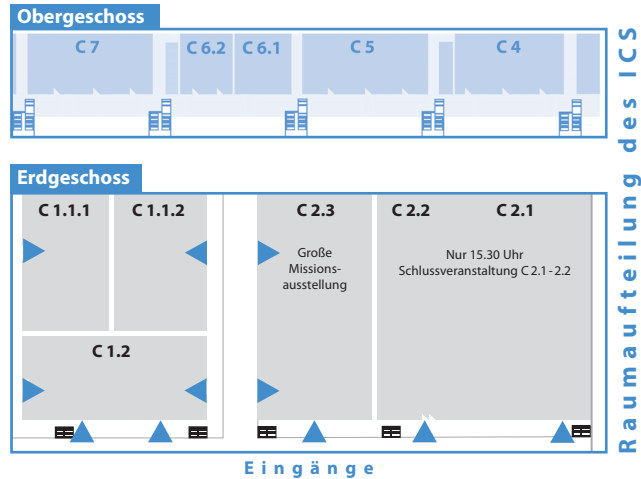 Obergeschoss
C 7
C 6.2
C 6.1
C 5
C 4
Erdgeschoss
C 1.1.1
C 1.1.2
C 2.3
C 2.2
C 2.1
Große
Missions-
ausstellung
Nur 15.30 Uhr
Schlussveranstaltung C 2.1 - 2.2
C 1.2
Eingänge
Raumaufteilung des ICS